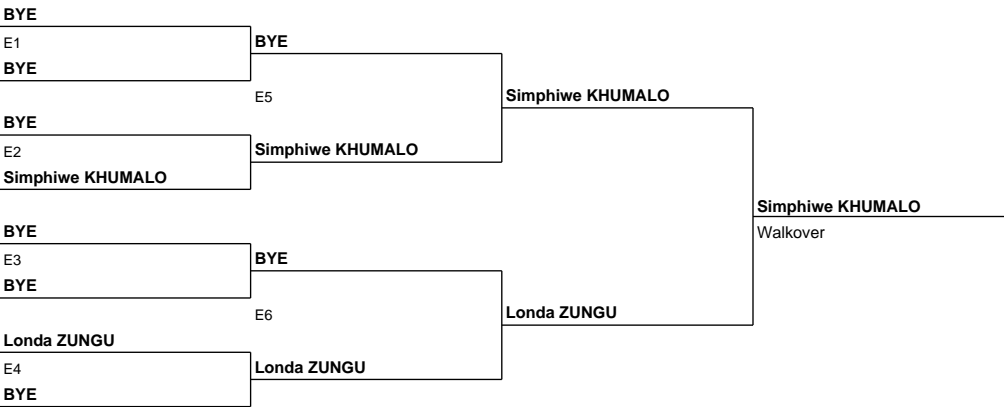 BYE
E1
BYE
BYE
E5
Simphiwe KHUMALO
BYE
E2
Simphiwe KHUMALO
Simphiwe KHUMALO
Simphiwe KHUMALO
Walkover
BYE
E3
BYE
BYE
E6
Londa ZUNGU
Londa ZUNGU
E4
Londa ZUNGU
BYE